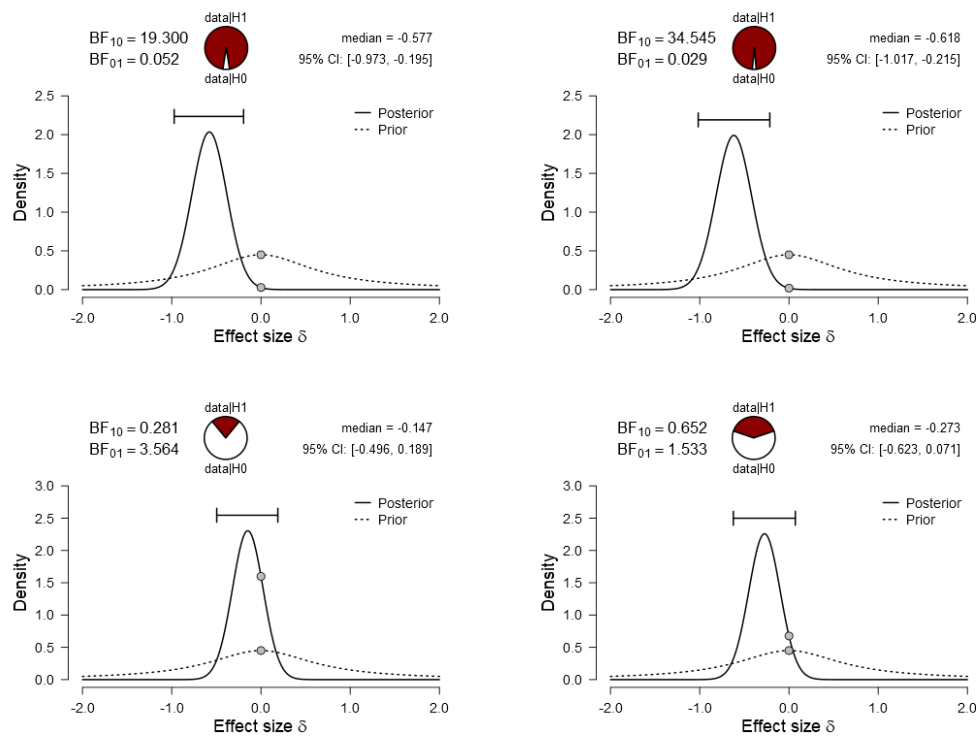 data|H1
BF10 = 19.300
BF01 = 0.052
median = -0.577
95% CI: [-0.973, -0.195]
data|H0
2.5
2.0
1.5
1.0
0.5
0.0
Density
Posterior
Prior
-2.0 -1.0 0.0 1.0 2.0
Effect size δ
data|H1
BF10 = 34.545
BF01 = 0.029
median = -0.618
95% CI: [-1.017, -0.215]
data|H0
2.5
2.0
1.5
1.0
0.5
0.0
Density
Posterior
Prior
-2.0 -1.0 0.0 1.0 2.0
Effect size δ
data|H1
BF10 = 0.281
BF01 = 3.564
median = -0.147
95% CI: [-0.496, 0.189]
data|H0
3.0
2.5
2.0
1.5
1.0
0.5
0.0
Density
Posterior
Prior
-2.0 -1.0 0.0 1.0 2.0
Effect size δ
data|H1
BF10 = 0.652
BF01 = 1.533
median = -0.273
95% CI: [-0.623, 0.071]
data|H0
3.0
2.5
2.0
1.5
1.0
0.5
0.0
Density
Posterior
Prior
-2.0 -1.0 0.0 1.0 2.0
Effect size δ